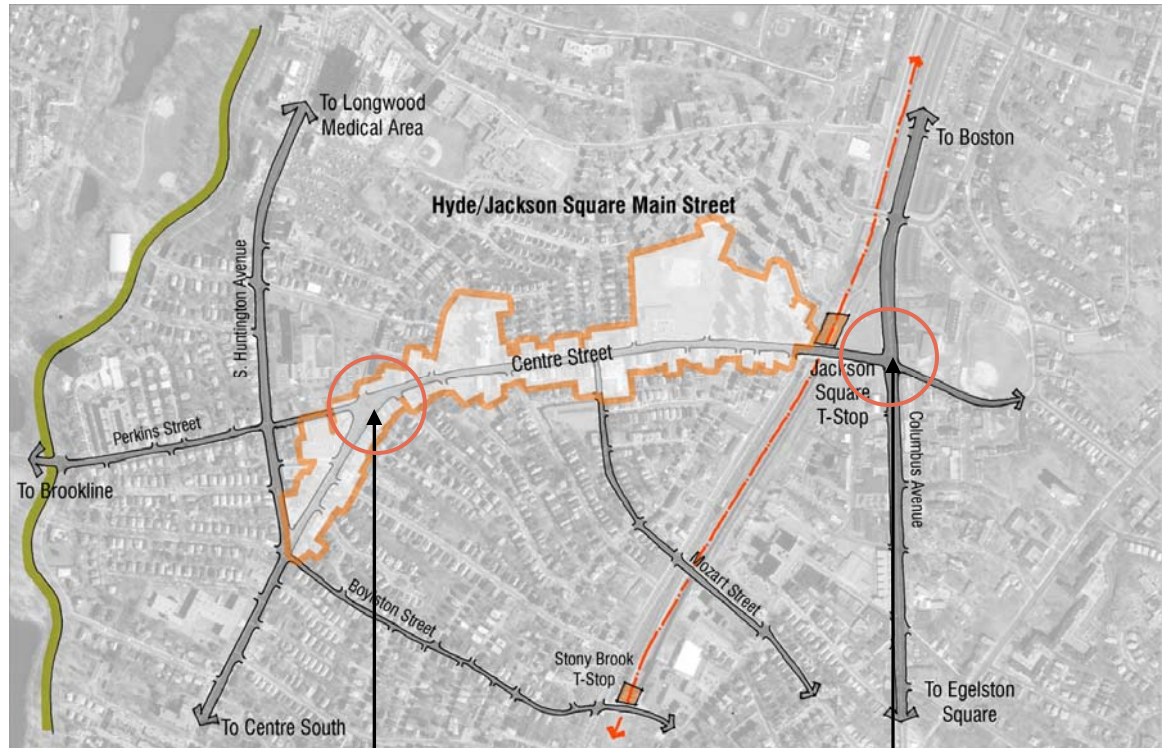 To Longwood
Medical Area
To Boston
Hyde/Jackson Square Main Street
S. Huntington Avenue
Centre Street
Jackson
Square
T-Stop
Perkins Street
To Brookline
Columbus Avenue
Mozart Street
Boylston Street
Stony Brook
T-Stop
To Centre South
To Egelston
Square